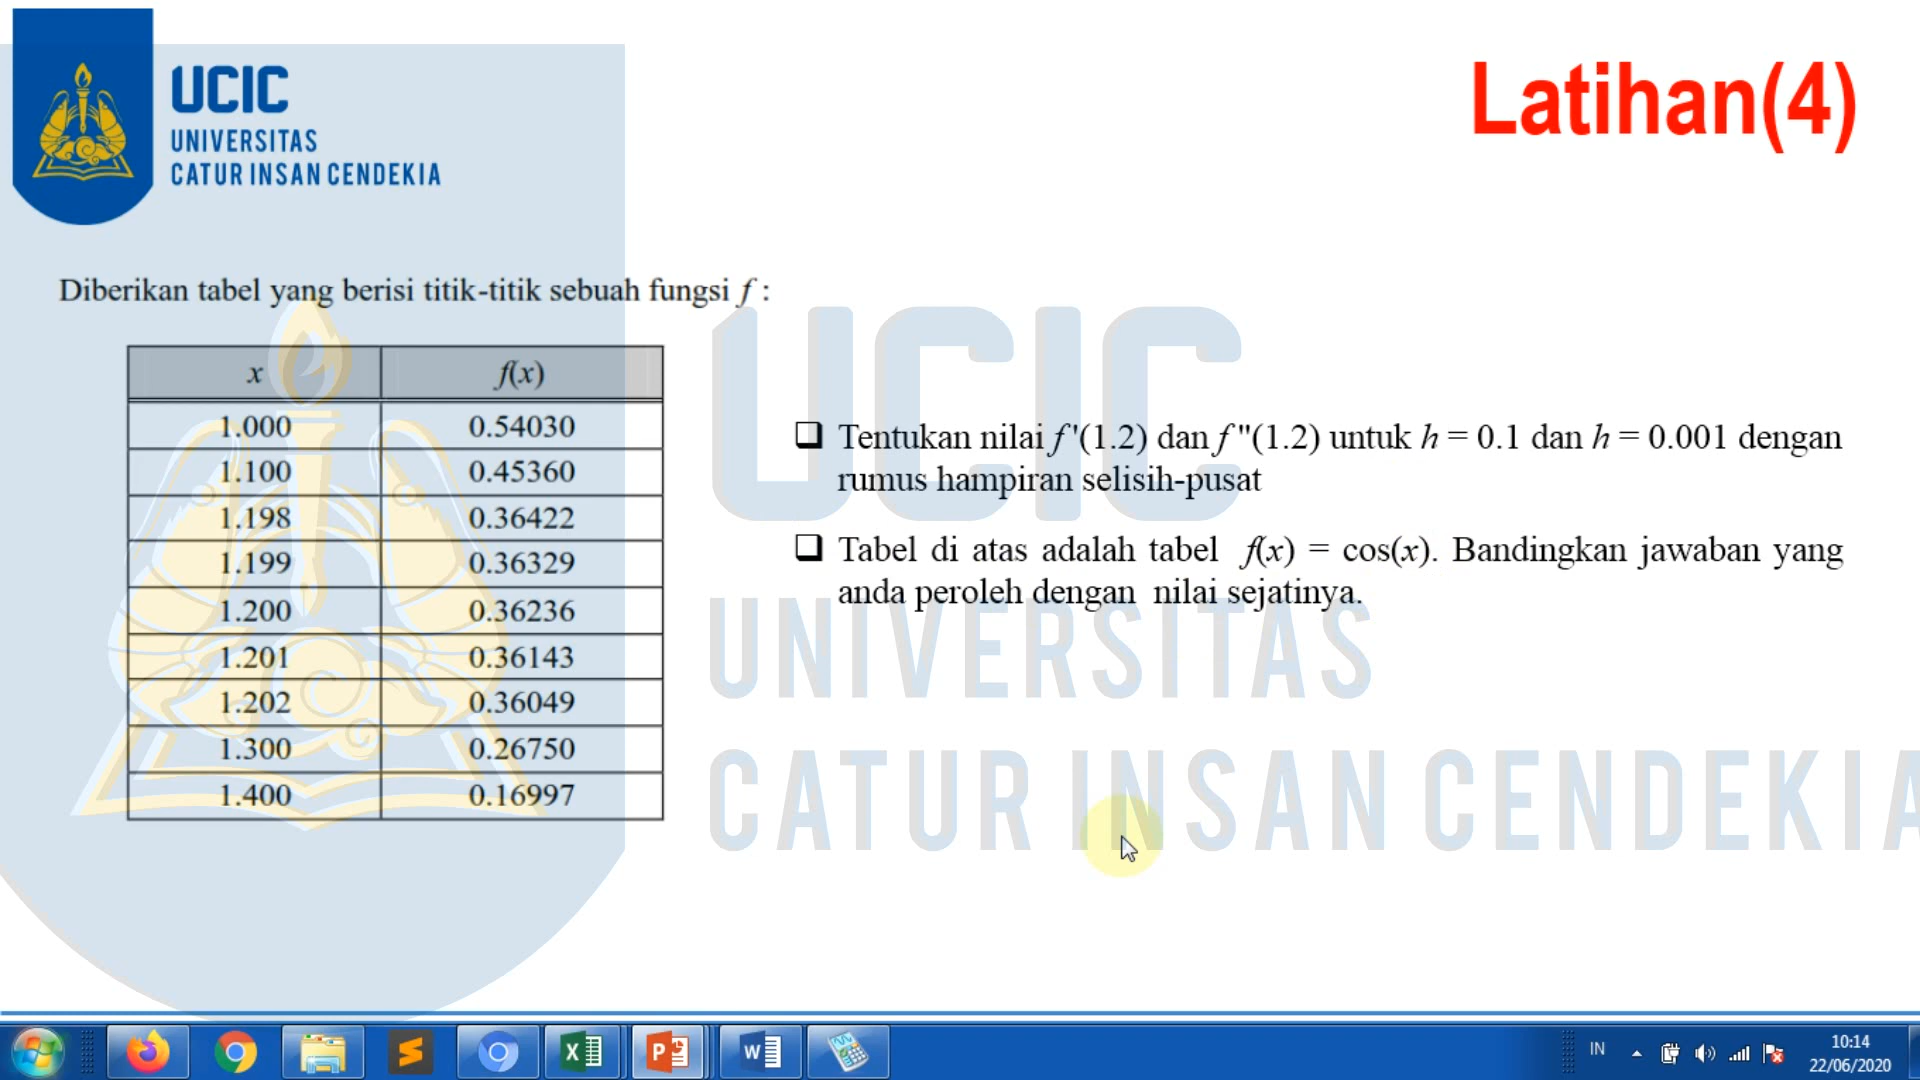 UCIC
UNIVERSITAS
CATUR INSAN CENDEKIA
Latihan(4)
Diberikan tabel yang berisi titik-titik sebuah fungsi f :
x f(x)
1.000 0.54030
1.100 0.45360
1.198 0.36422
1.199 0.36329
1.200 0.36236
1.201 0.36143
1.202 0.36049
1.300 0.26750
1.400 0.16997
❑ Tentukan nilai f '(1.2) dan f "(1.2) untuk h = 0.1 dan h = 0.001 dengan
rumus hampiran selisih-pusat
❑ Tabel di atas adalah tabel f(x) = cos(x). Bandingkan jawaban yang
anda peroleh dengan nilai sejatinya.
UCIC
UNIVERSITAS
CATUR INSAN CENDEKIA
IN
10:14
22/06/2020